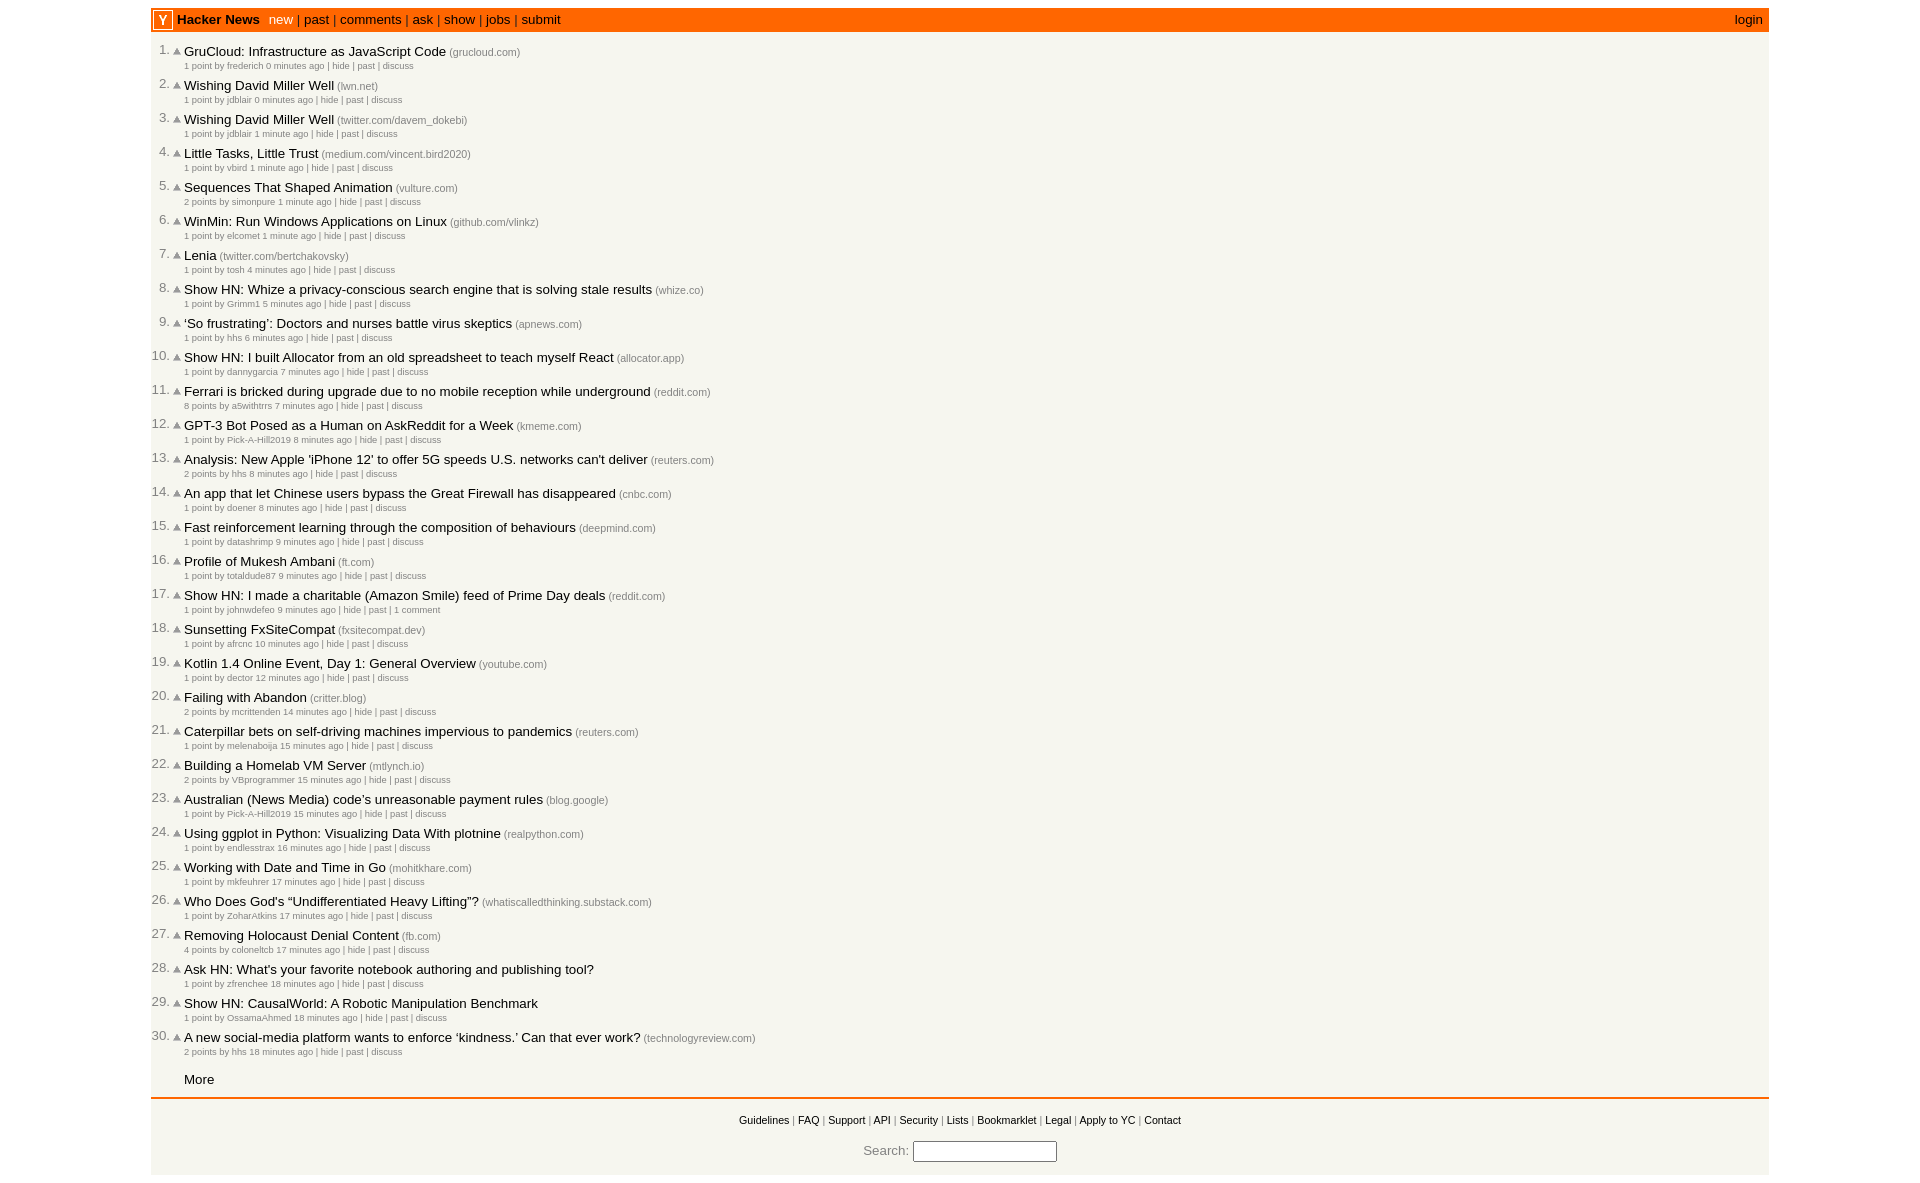 Y Hacker News new | past | comments | ask | show | jobs | submit login
1. GruCloud: Infrastructure as JavaScript Code (grucloud.com)
1 point by frederich 0 minutes ago | hide | past | discuss
2. Wishing David Miller Well (lwn.net)
1 point by jdblair 0 minutes ago | hide | past | discuss
3. Wishing David Miller Well (twitter.com/davem_dokebi)
1 point by jdblair 1 minute ago | hide | past | discuss
4. Little Tasks, Little Trust (medium.com/vincent.bird2020)
1 point by vbird 1 minute ago | hide | past | discuss
5. Sequences That Shaped Animation (vulture.com)
2 points by simonpure 1 minute ago | hide | past | discuss
6. WinMin: Run Windows Applications on Linux (github.com/vlinkz)
1 point by elcomet 1 minute ago | hide | past | discuss
7. Lenia (twitter.com/bertchakovsky)
1 point by tosh 4 minutes ago | hide | past | discuss
8. Show HN: Whize a privacy-conscious search engine that is solving stale results (whize.co)
1 point by Grimm1 5 minutes ago | hide | past | discuss
9. ‘So frustrating’: Doctors and nurses battle virus skeptics (apnews.com)
1 point by hhs 6 minutes ago | hide | past | discuss
10. Show HN: I built Allocator from an old spreadsheet to teach myself React (allocator.app)
1 point by dannygarcia 7 minutes ago | hide | past | discuss
11. Ferrari is bricked during upgrade due to no mobile reception while underground (reddit.com)
8 points by a5withtrrs 7 minutes ago | hide | past | discuss
12. GPT-3 Bot Posed as a Human on AskReddit for a Week (kmeme.com)
1 point by Pick-A-Hill2019 8 minutes ago | hide | past | discuss
13. Analysis: New Apple 'iPhone 12' to offer 5G speeds U.S. networks can't deliver (reuters.com)
2 points by hhs 8 minutes ago | hide | past | discuss
14. An app that let Chinese users bypass the Great Firewall has disappeared (cnbc.com)
1 point by doener 8 minutes ago | hide | past | discuss
15. Fast reinforcement learning through the composition of behaviours (deepmind.com)
1 point by datashrimp 9 minutes ago | hide | past | discuss
16. Profile of Mukesh Ambani (ft.com)
1 point by totaldude87 9 minutes ago | hide | past | discuss
17. Show HN: I made a charitable (Amazon Smile) feed of Prime Day deals (reddit.com)
1 point by johnwdefeo 9 minutes ago | hide | past | 1 comment
18. Sunsetting FxSiteCompat (fxsitecompat.dev)
1 point by afrcnc 10 minutes ago | hide | past | discuss
19. Kotlin 1.4 Online Event, Day 1: General Overview (youtube.com)
1 point by dector 12 minutes ago | hide | past | discuss
20. Failing with Abandon (critter.blog)
2 points by mcrittenden 14 minutes ago | hide | past | discuss
21. Caterpillar bets on self-driving machines impervious to pandemics (reuters.com)
1 point by melenaboija 15 minutes ago | hide | past | discuss
22. Building a Homelab VM Server (mtlynch.io)
2 points by VBprogrammer 15 minutes ago | hide | past | discuss
23. Australian (News Media) code’s unreasonable payment rules (blog.google)
1 point by Pick-A-Hill2019 15 minutes ago | hide | past | discuss
24. Using ggplot in Python: Visualizing Data With plotnine (realpython.com)
1 point by endlesstrax 16 minutes ago | hide | past | discuss
25. Working with Date and Time in Go (mohitkhare.com)
1 point by mkfeuhrer 17 minutes ago | hide | past | discuss
26. Who Does God's “Undifferentiated Heavy Lifting”? (whatiscalledthinking.substack.com)
1 point by ZoharAtkins 17 minutes ago | hide | past | discuss
27. Removing Holocaust Denial Content (fb.com)
4 points by coloneltcb 17 minutes ago | hide | past | discuss
28. Ask HN: What's your favorite notebook authoring and publishing tool?
1 point by zfrenchee 18 minutes ago | hide | past | discuss
29. Show HN: CausalWorld: A Robotic Manipulation Benchmark
1 point by OssamaAhmed 18 minutes ago | hide | past | discuss
30. A new social-media platform wants to enforce ‘kindness.’ Can that ever work? (technologyreview.com)
2 points by hhs 18 minutes ago | hide | past | discuss
More
Guidelines | FAQ | Support | API | Security | Lists | Bookmarklet | Legal | Apply to YC | Contact
Search: